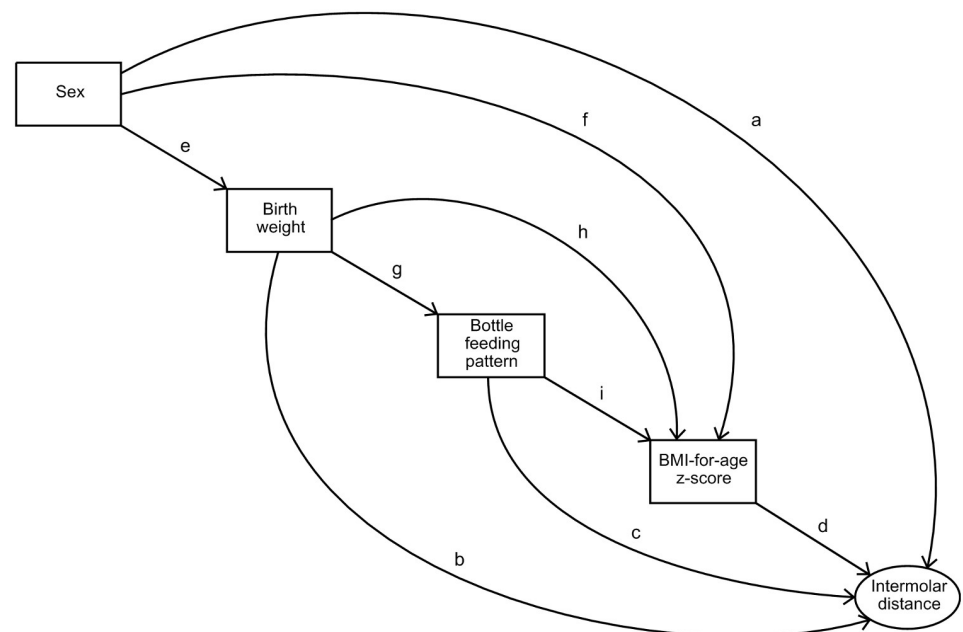 Sex
a
f
e
Birth
weight
h
g
Bottle
feeding
pattern
i
BMI-for-age
z-score
d
c
b
Intermolar
distance